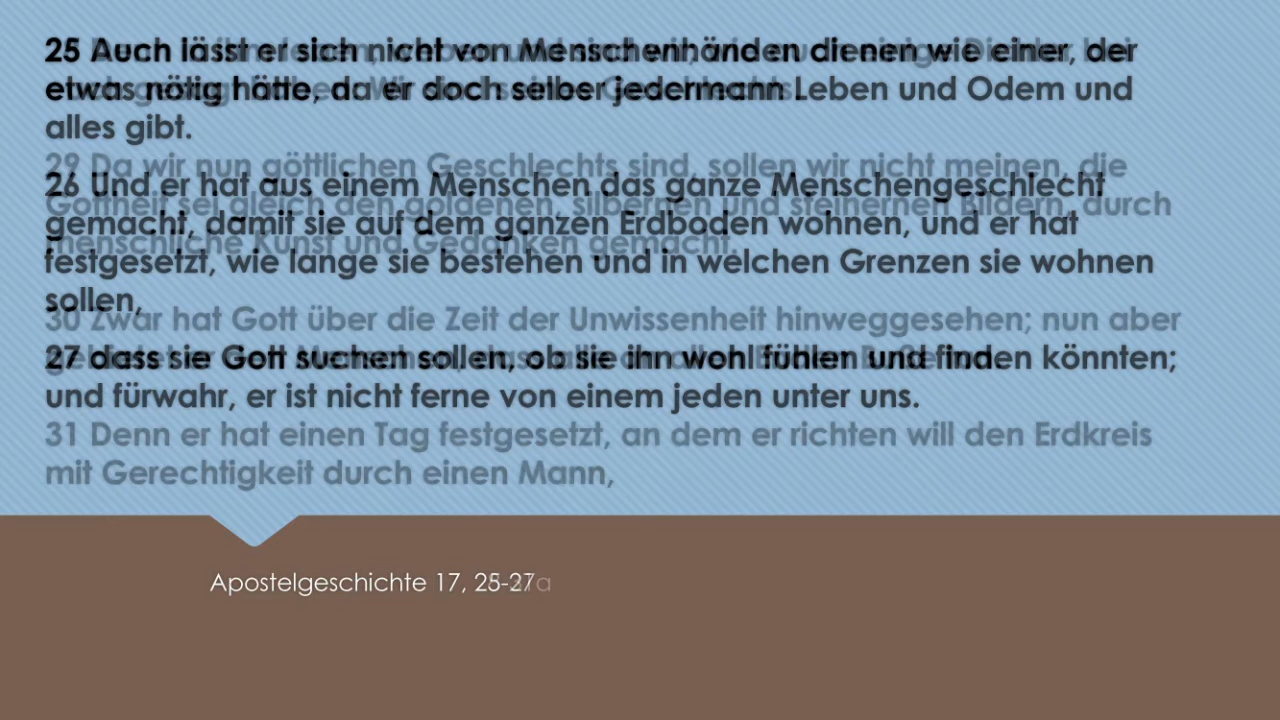 25 Auch lässt er sich nicht von Menschenhänden dienen wie einer, der
etwas nötig hätte, da er doch selber jedermann Leben und Odem und
alles gibt.
29 Da wir nun göttlichen Geschlechts sind, sollen wir nicht meinen, die
26 Und er hat aus einem Menschen das ganze Menschengeschlecht
Gottheit sei gleich den goldenen, silbernen und steinernen Bildern, durch
gemacht, damit sie auf dem ganzen Erdboden wohnen, und er hat
menschliche Kunst und Gedanken gemacht.
festgesetzt, wie lange sie bestehen und in welchen Grenzen sie wohnen
sollen,
30 Zwar hat Gott über die Zeit der Unwissenheit hinweggesehen; nun aber
27 dass sie Gott suchen sollen, ob sie ihn wohl fühlen und finden könnten;
und fürwahr, er ist nicht ferne von einem jeden unter uns.
31 Denn er hat einen Tag festgesetzt, an dem er richten will den Erdkreis
mit Gerechtigkeit durch einen Mann,
Apostelgeschichte 17, 25-27